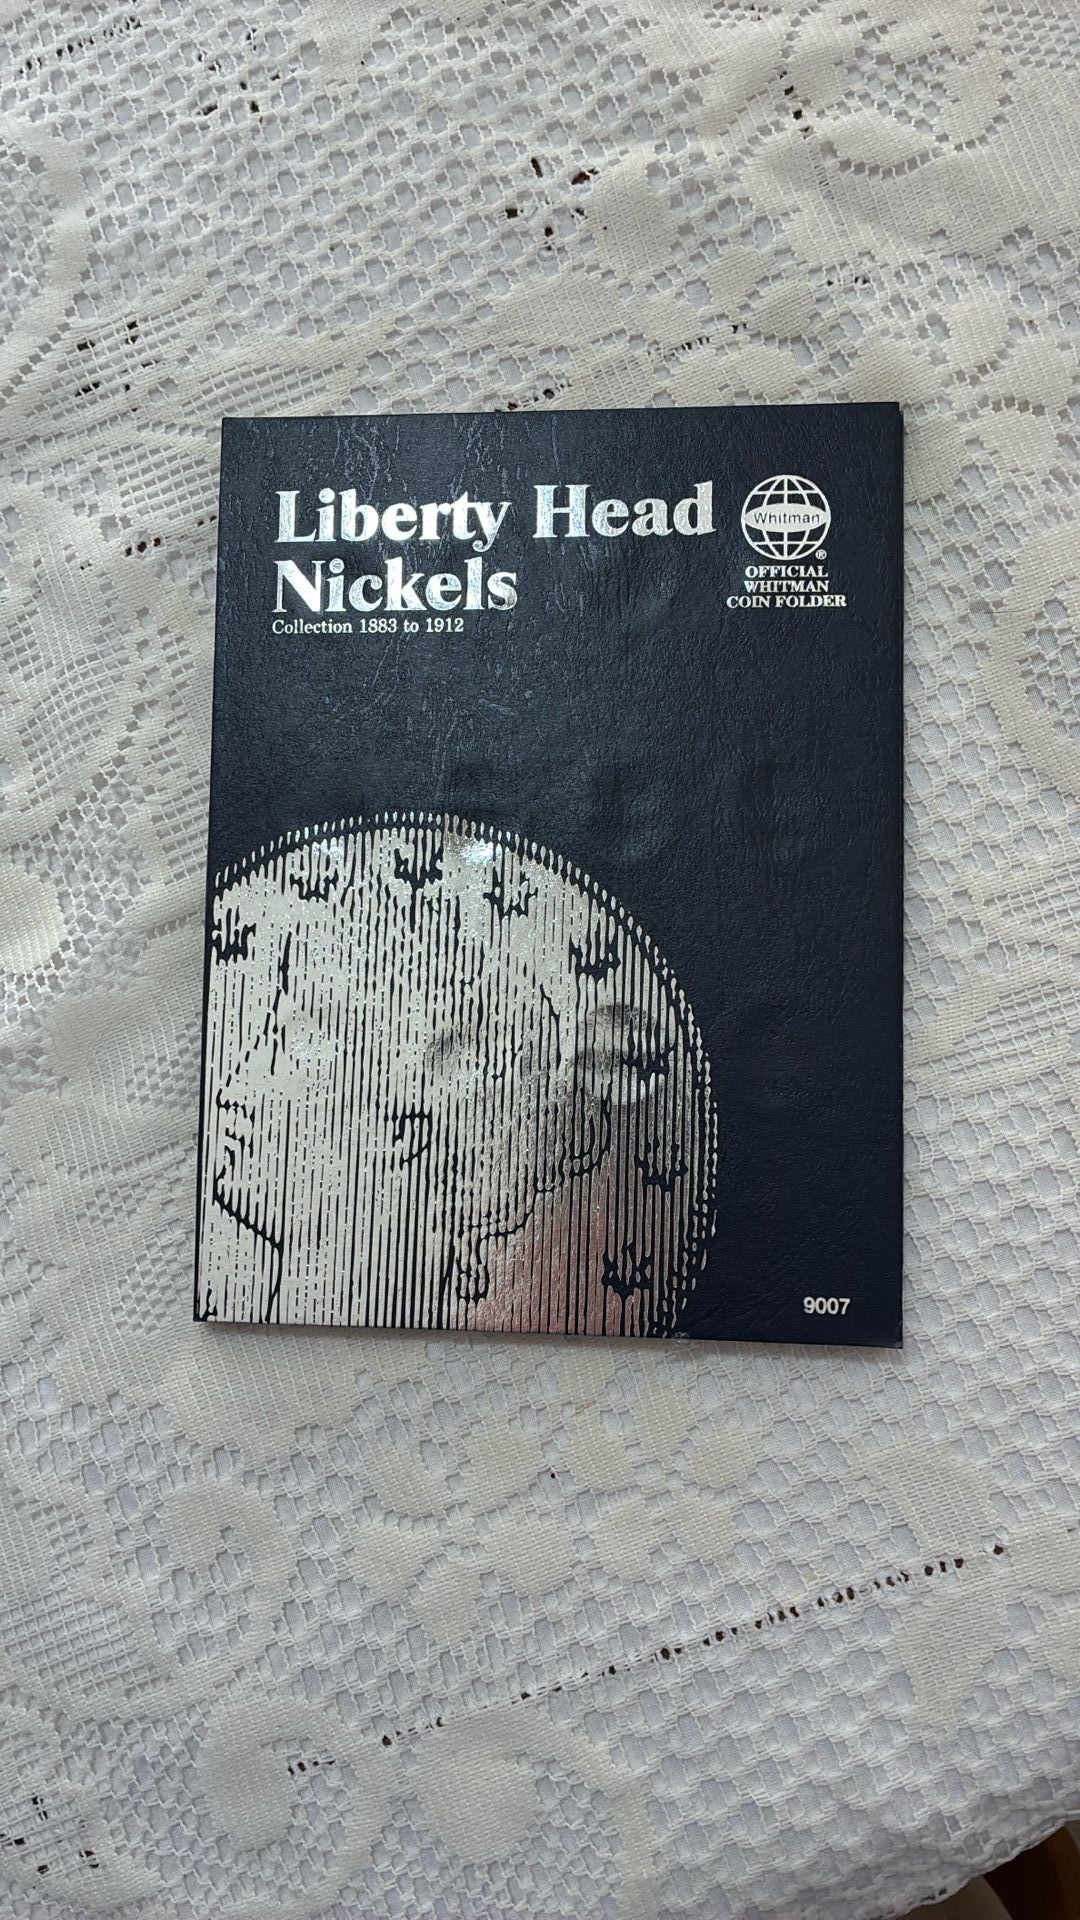 Liberty Head
Nickels
Collection 1883 to 1912
Whitman
®
OFFICIAL
WHITMAN
COIN FOLDER
9007